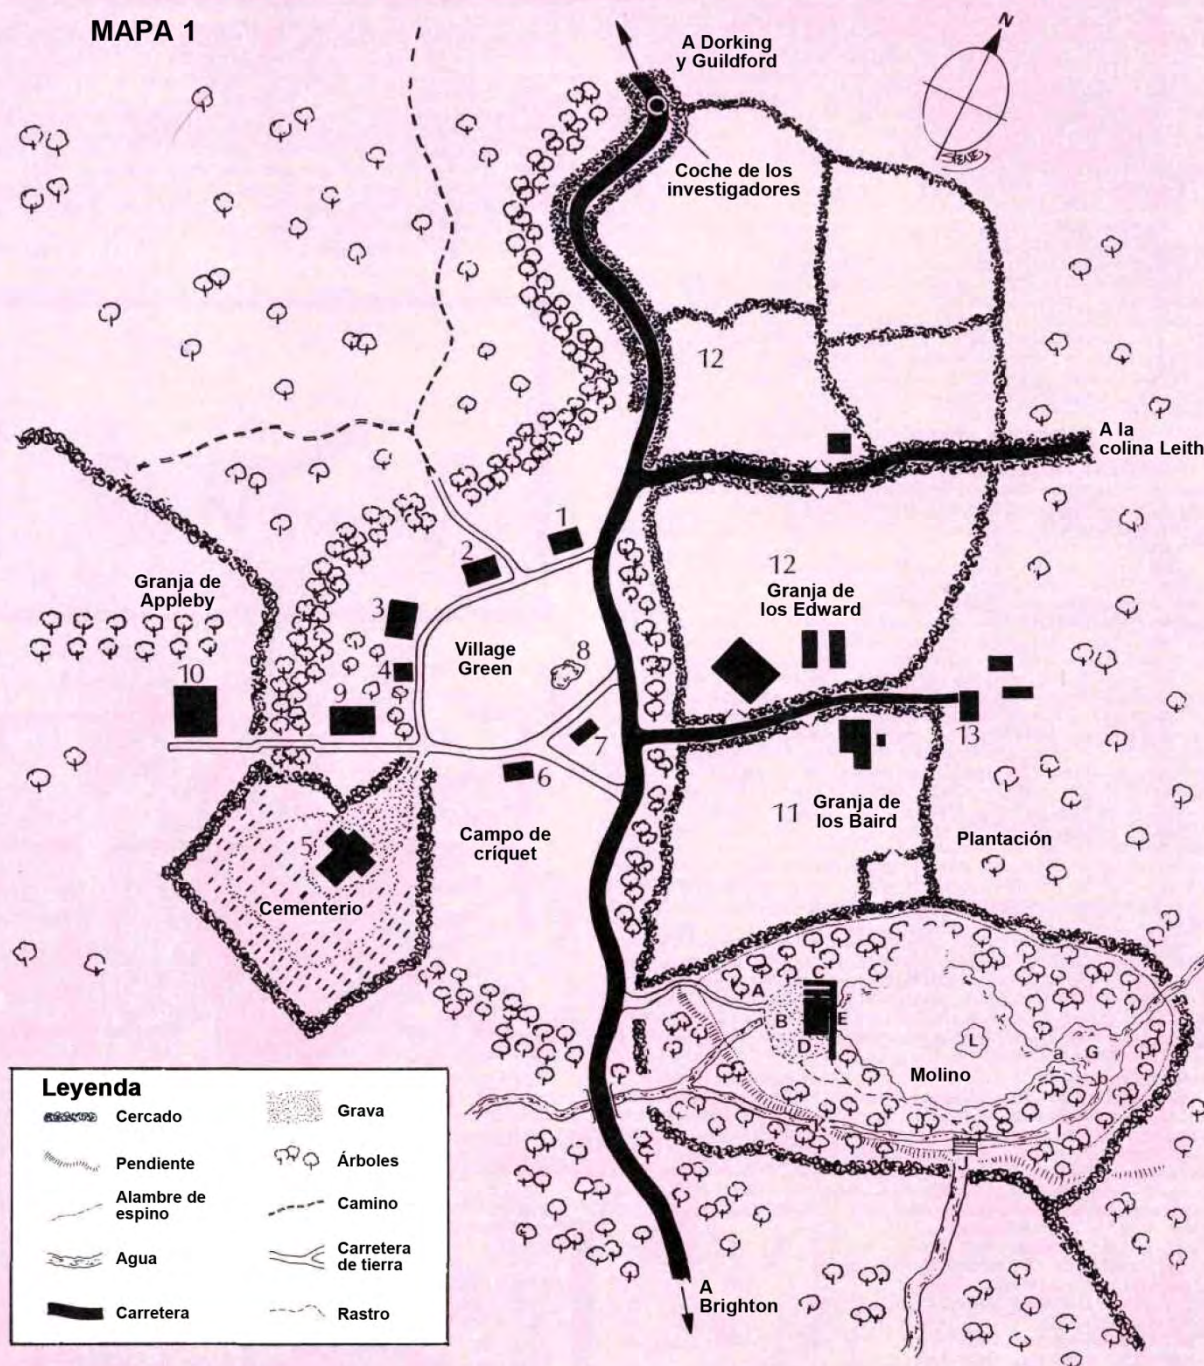 MAPA 1
A Dorking
y Guildford
N
Coche de los
investigadores
12
A la
colina Leith
1
2
12
Granja de
los Edward
Granja de
Appleby
3
Village
Green
8
4
10
9
7
13
6
11
Granja de
los Baird
5
Campo de
críquet
Plantación
Cementerio
A
C
B
E
D
L
a
G
b
Molino
K
I
J
A
Brighton
Leyenda
Cercado
Grava
Pendiente
Árboles
Alambre de
espino
Camino
Agua
Carretera
de tierra
Carretera
Rastro